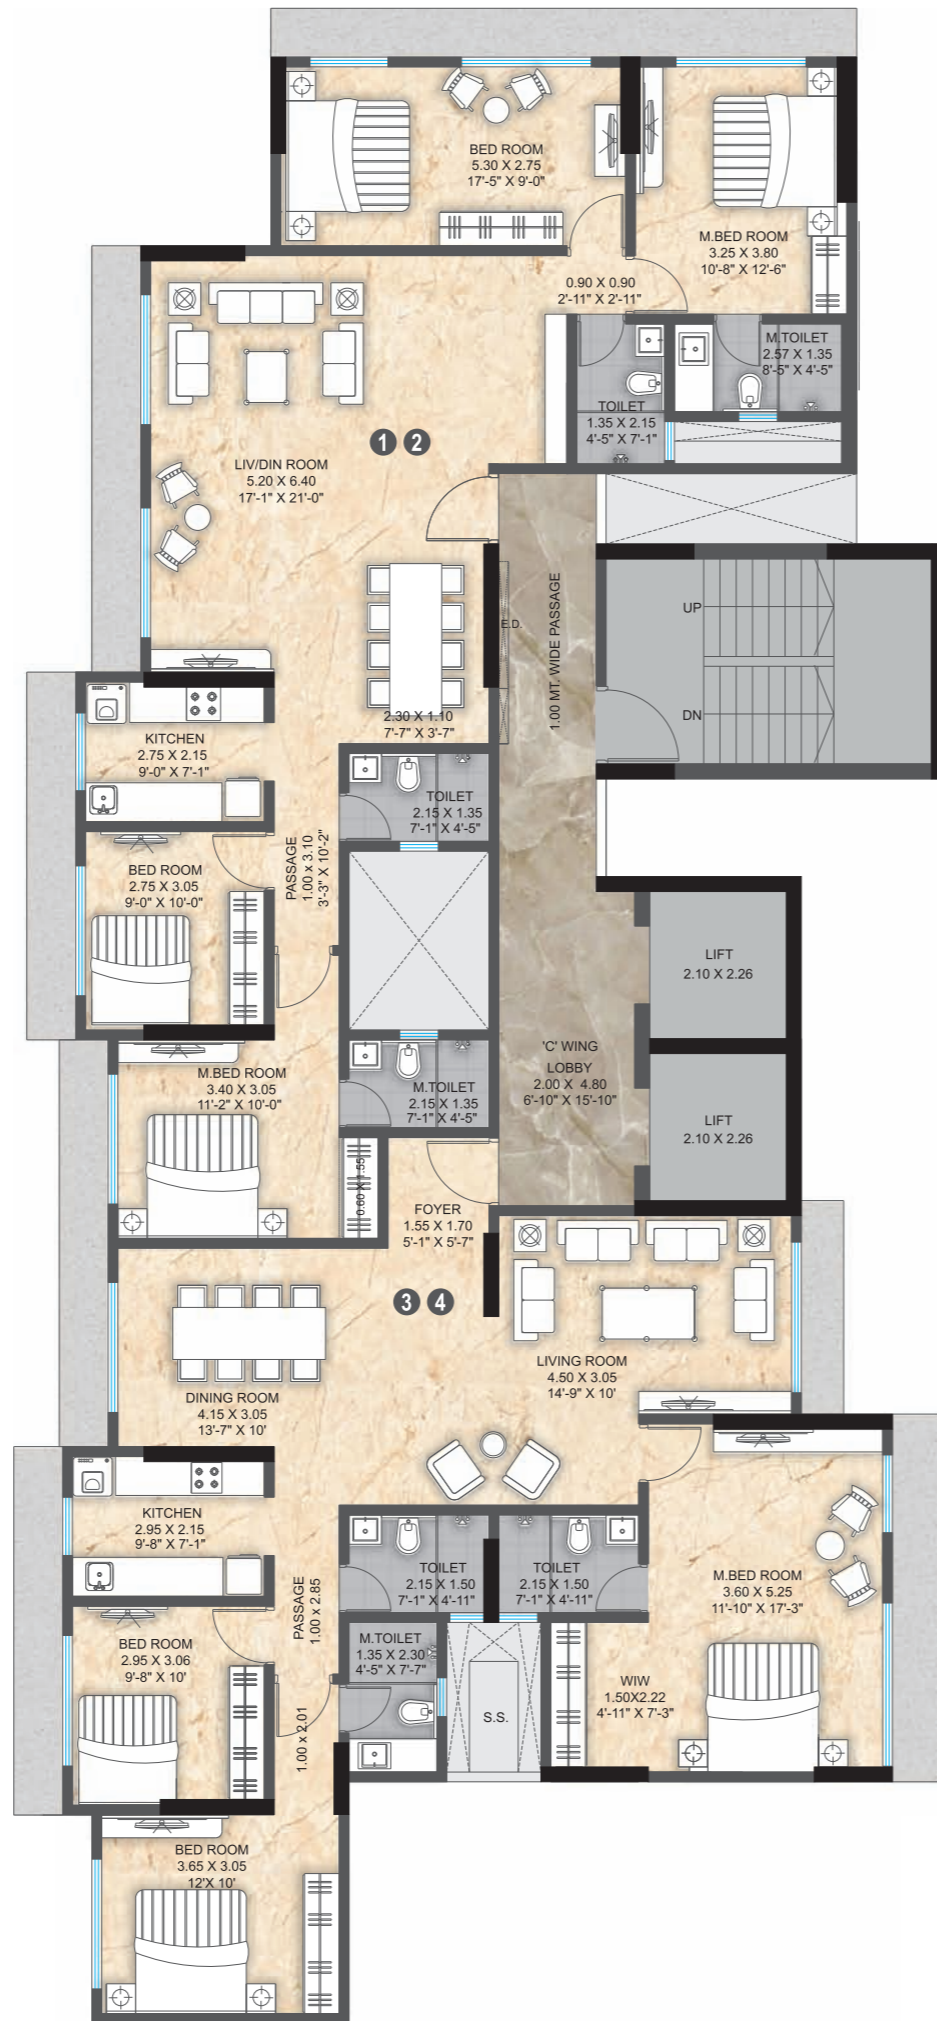 BED ROOM
5.30 X 2.75
17'-5" X 9'-0"
M.BED ROOM
3.25 X 3.80
10'-8" X 12'-6"
0.90 X 0.90
2'-11" X 2'-11"
M.TOILET
2.57 X 1.35
8'-5" X 4'-5"
TOILET
1.35 X 2.15
4'-5" X 7'-1"
1 2
LIV/DIN ROOM
5.20 X 6.40
17'-1" X 21'-0"
E.D.
1.00 MT. WIDE PASSAGE
UP
DN
2.30 X 1.10
7'-7" X 3'-7"
KITCHEN
2.75 X 2.15
9'-0" X 7'-1"
TOILET
2.15 X 1.35
7'-1" X 4'-5"
PASSAGE
1.00 x 3.10
3'-3" X 10'-2"
BED ROOM
2.75 X 3.05
9'-0" X 10'-0"
LIFT
2.10 X 2.26
'C' WING
LOBBY
2.00 X 4.80
6'-10" X 15'-10"
M.BED ROOM
3.40 X 3.05
11'-2" X 10'-0"
M.TOILET
2.15 X 1.35
7'-1" X 4'-5"
LIFT
2.10 X 2.26
0.60 X 1.55
FOYER
1.55 X 1.70
5'-1" X 5'-7"
3 4
LIVING ROOM
4.50 X 3.05
14'-9" X 10'
DINING ROOM
4.15 X 3.05
13'-7" X 10'
KITCHEN
2.95 X 2.15
9'-8" X 7'-1"
TOILET
2.15 X 1.50
7'-1" X 4'-11"
TOILET
2.15 X 1.50
7'-1" X 4'-11"
M.BED ROOM
3.60 X 5.25
11'-10" X 17'-3"
PASSAGE
1.00 x 2.85
BED ROOM
2.95 X 3.06
9'-8" X 10'
M.TOILET
1.35 X 2.30
4'-5" X 7'-7"
WIW
1.50X2.22
4'-11" X 7'-3"
1.00 x 2.01
S.S.
BED ROOM
3.65 X 3.05
12'X 10'